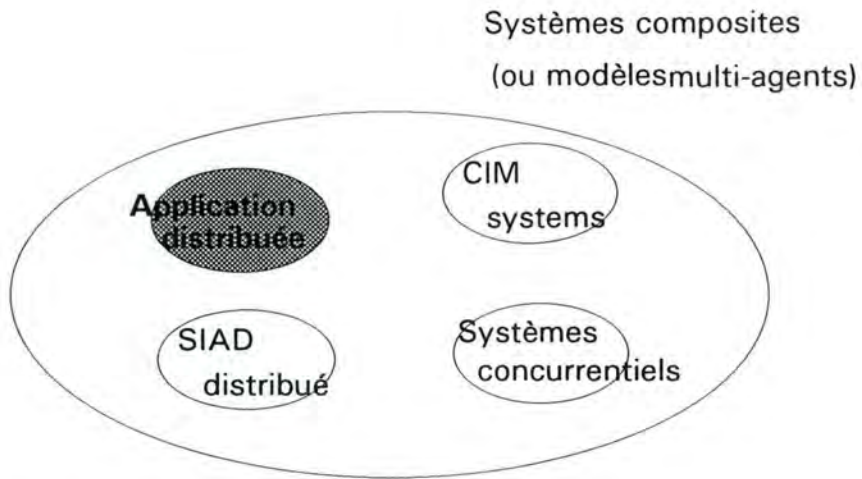 Systèmes composites
(ou modèlesmulti-agents)
Application
distribuée
CIM
systems
SIAD
distribué
Systèmes
concurrentiels